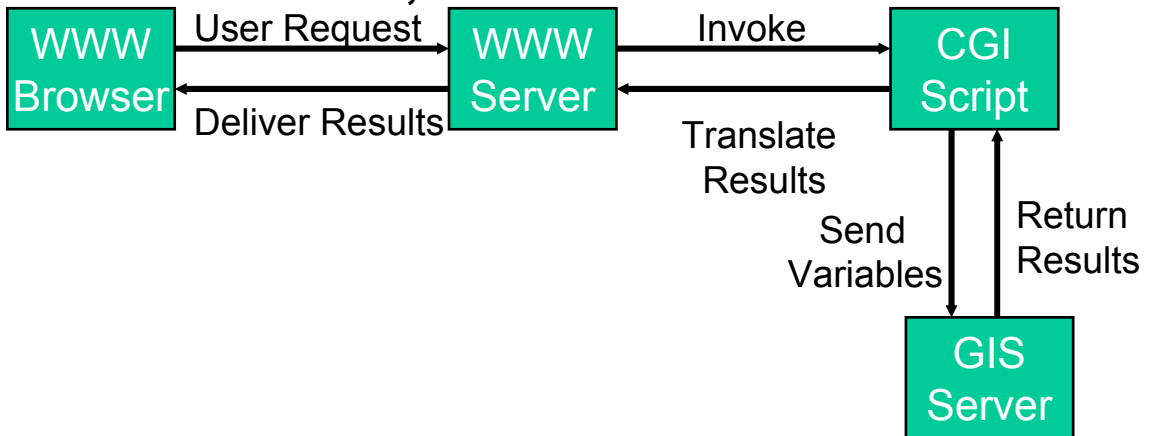 WWW
Browser
User Request
Deliver Results
WWW
Server
Invoke
Translate
Results
CGI
Script
Send
Variables
Return
Results
GIS
Server